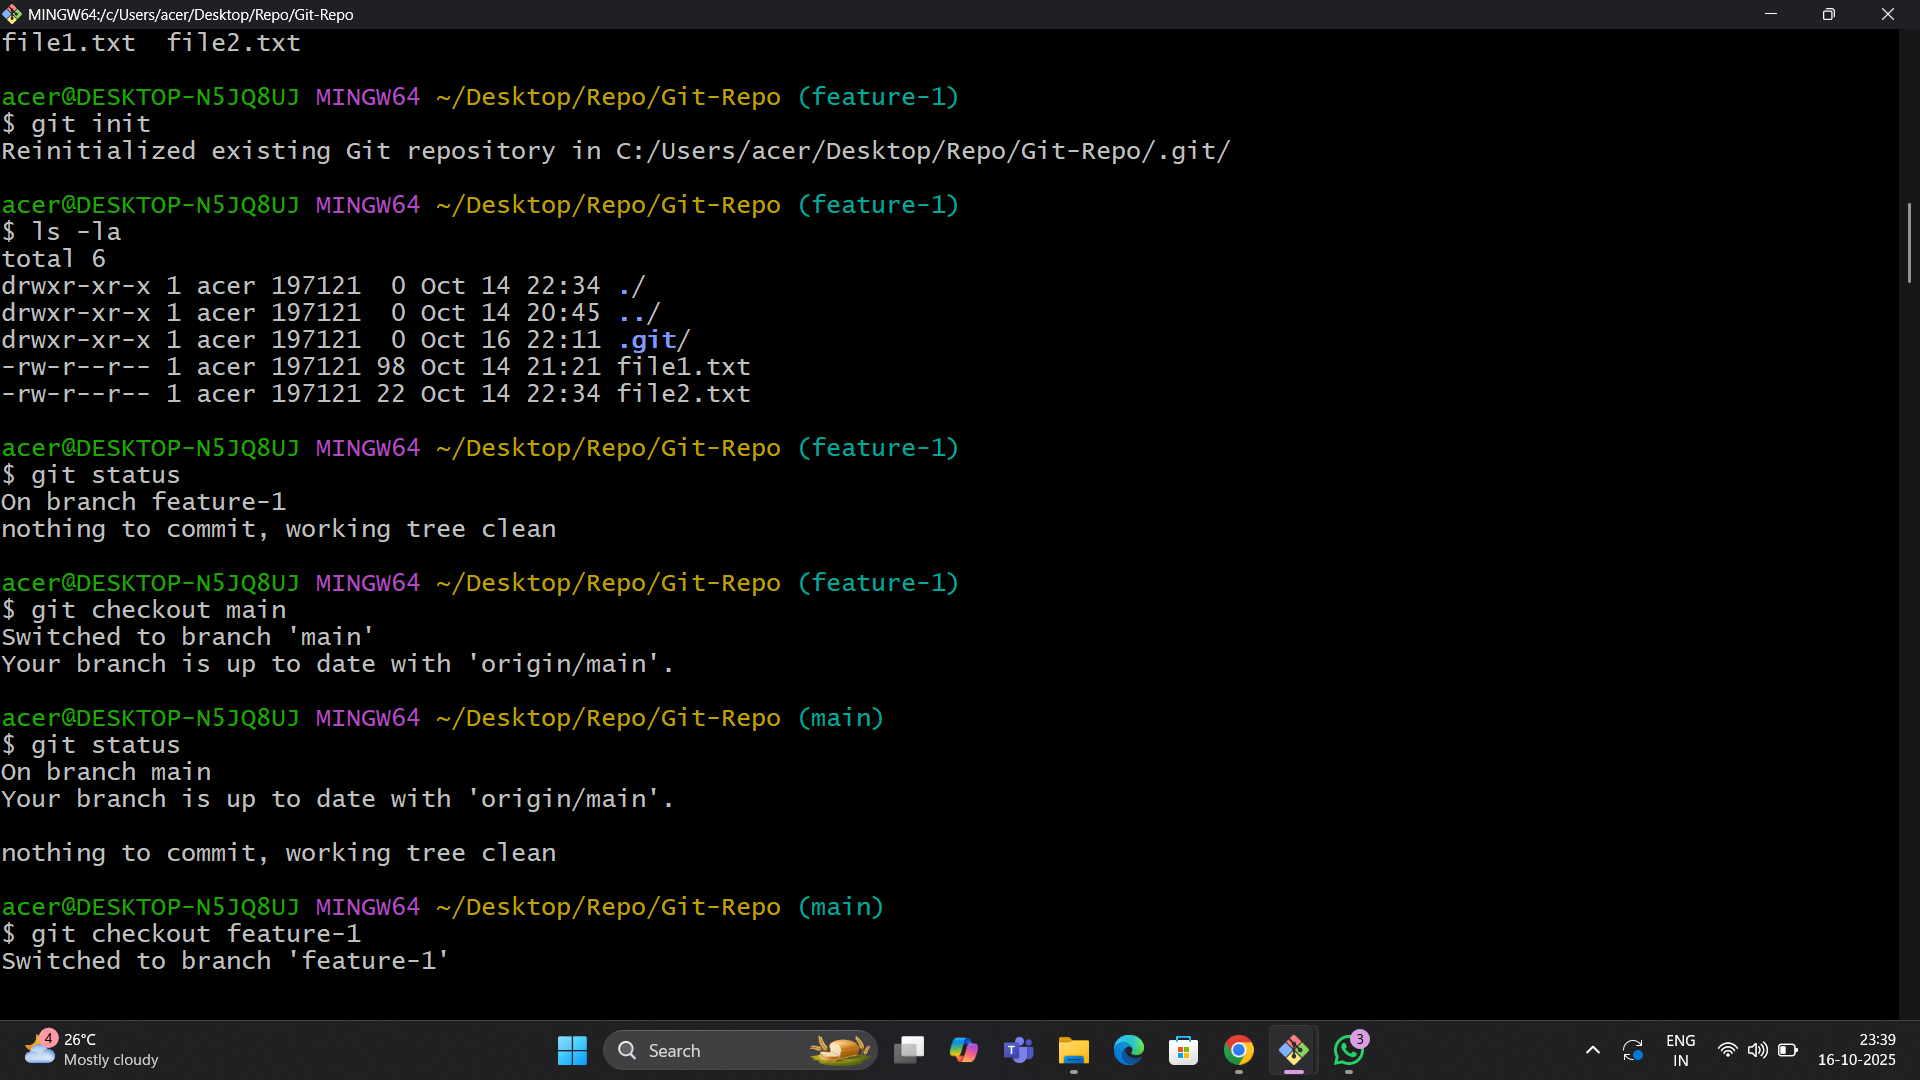 MINGW64:/c/Users/acer/Desktop/Repo/Git-Repo
file1.txt  file2.txt
acer@DESKTOP-N5JQ8UJ MINGW64 ~/Desktop/Repo/Git-Repo (feature-1)
$ git init
Reinitialized existing Git repository in C:/Users/acer/Desktop/Repo/Git-Repo/.git/
acer@DESKTOP-N5JQ8UJ MINGW64 ~/Desktop/Repo/Git-Repo (feature-1)
$ ls -la
total 6
drwxr-xr-x 1 acer 197121  0 Oct 14 22:34 ./
drwxr-xr-x 1 acer 197121  0 Oct 14 20:45 ../
drwxr-xr-x 1 acer 197121  0 Oct 16 22:11 .git/
-rw-r--r-- 1 acer 197121 98 Oct 14 21:21 file1.txt
-rw-r--r-- 1 acer 197121 22 Oct 14 22:34 file2.txt
acer@DESKTOP-N5JQ8UJ MINGW64 ~/Desktop/Repo/Git-Repo (feature-1)
$ git status
On branch feature-1
nothing to commit, working tree clean
acer@DESKTOP-N5JQ8UJ MINGW64 ~/Desktop/Repo/Git-Repo (feature-1)
$ git checkout main
Switched to branch 'main'
Your branch is up to date with 'origin/main'.
acer@DESKTOP-N5JQ8UJ MINGW64 ~/Desktop/Repo/Git-Repo (main)
$ git status
On branch main
Your branch is up to date with 'origin/main'.
nothing to commit, working tree clean
acer@DESKTOP-N5JQ8UJ MINGW64 ~/Desktop/Repo/Git-Repo (main)
$ git checkout feature-1
Switched to branch 'feature-1'
4
26°C
Mostly cloudy
Search
3
ENG
IN
23:39
16-10-2025